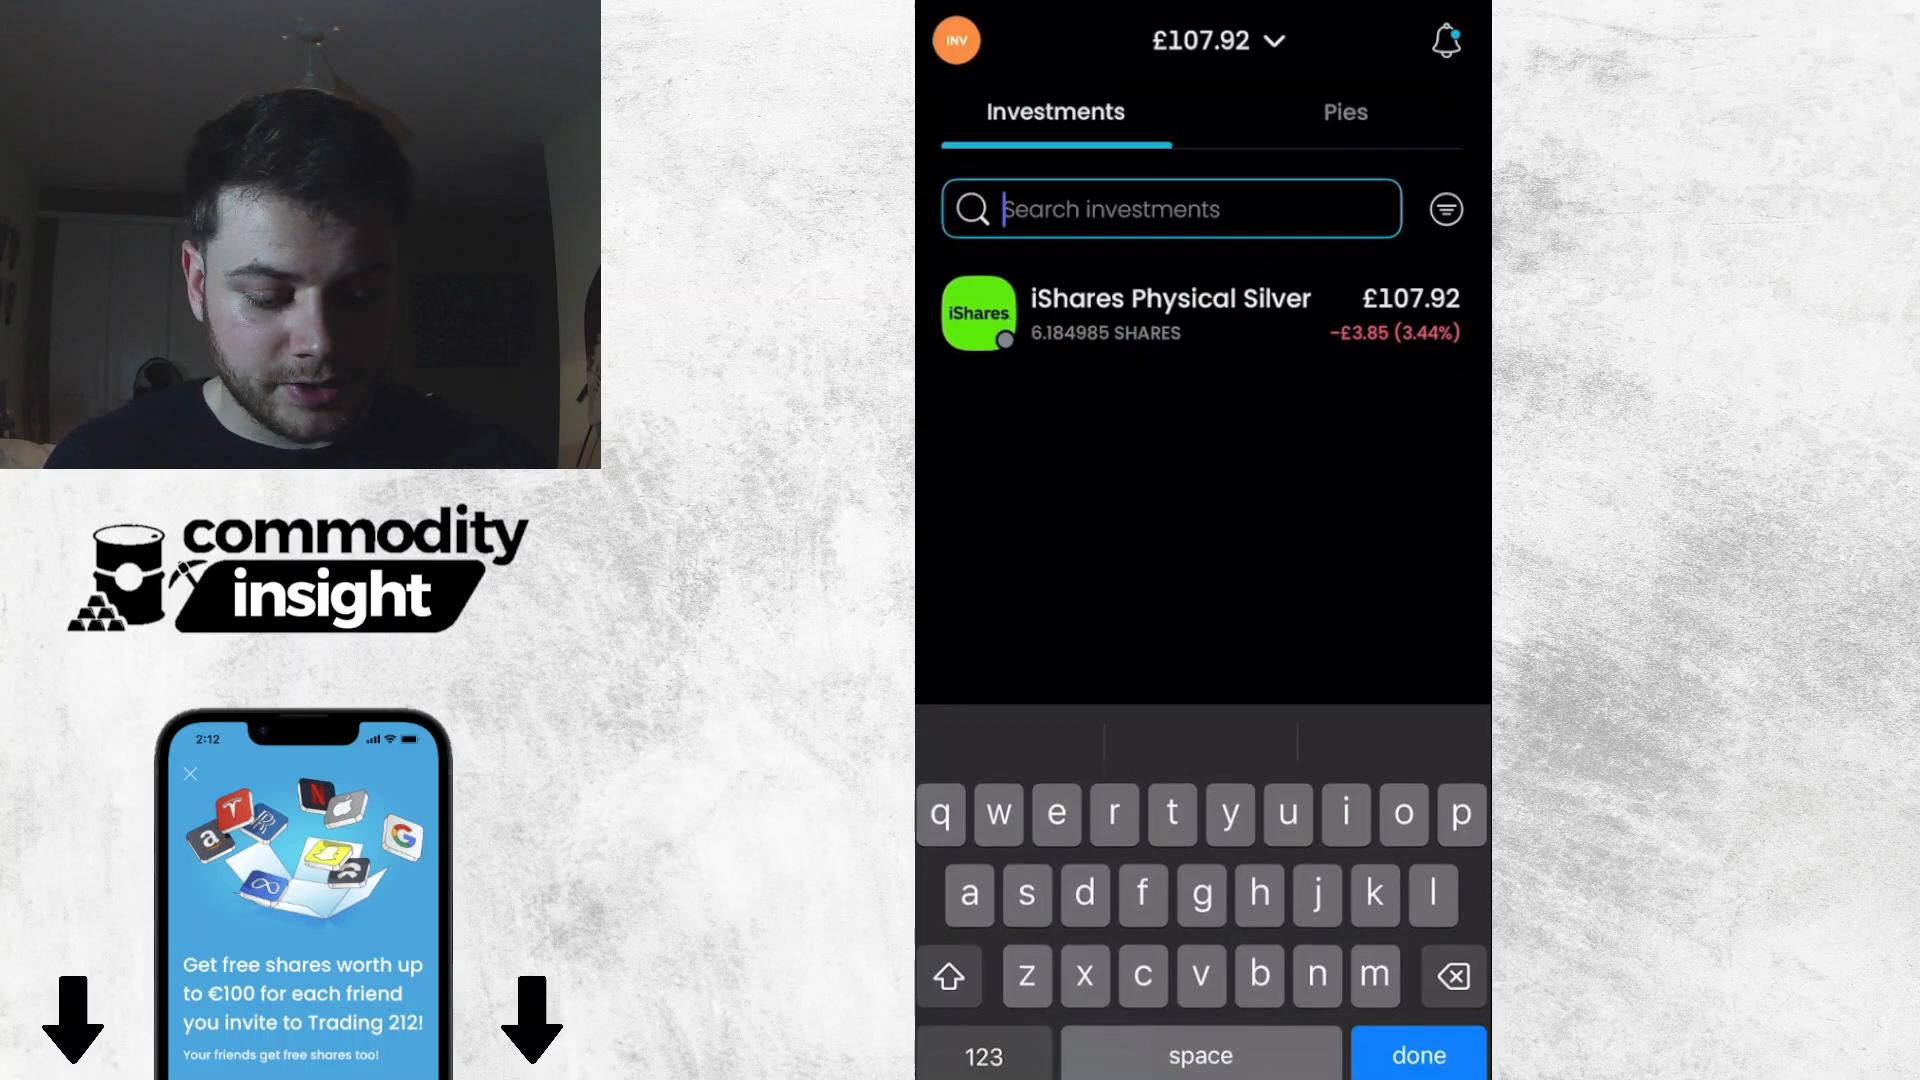 INV
£107.92
Investments
Pies
Search investments
iShares
iShares Physical Silver
£107.92
6.184985 SHARES
-£3.85 (3.44%)
commodity
insight
2:12
Get free shares worth up
to €100 for each friend
you invite to Trading 212!
Your friends get free shares too!
q w e r t y u i o p
a s d f g h j k l
z x c v b n m
123
space
done